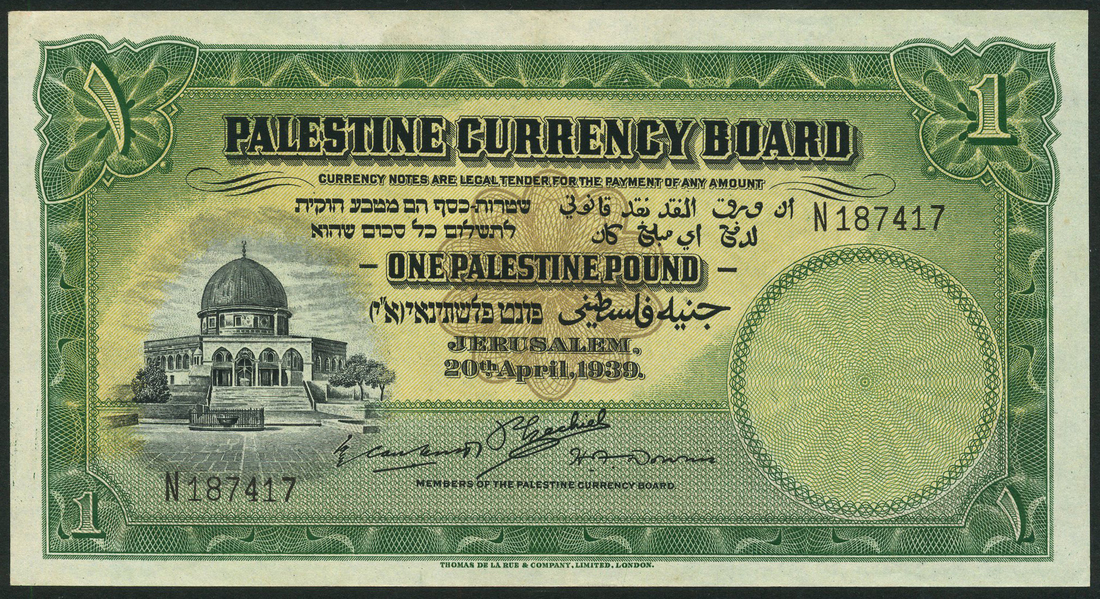 ١
1
PALESTINE CURRENCY BOARD
CURRENCY NOTES ARE LEGAL TENDER FOR THE PAYMENT OF ANY AMOUNT
שטרות-כסף הם מטבע חוקית
לתשלום כל סכום שהוא
ان ورق النقد نقد قانوني
لدفع اي مبلغ كان
N187417
– ONE PALESTINE POUND –
פונט פלשתינאי (א"י)
جنيه فلسطيني
JERUSALEM,
20th April, 1939.
N187417
MEMBERS OF THE PALESTINE CURRENCY BOARD
1
١
THOMAS DE LA RUE & COMPANY, LIMITED, LONDON.